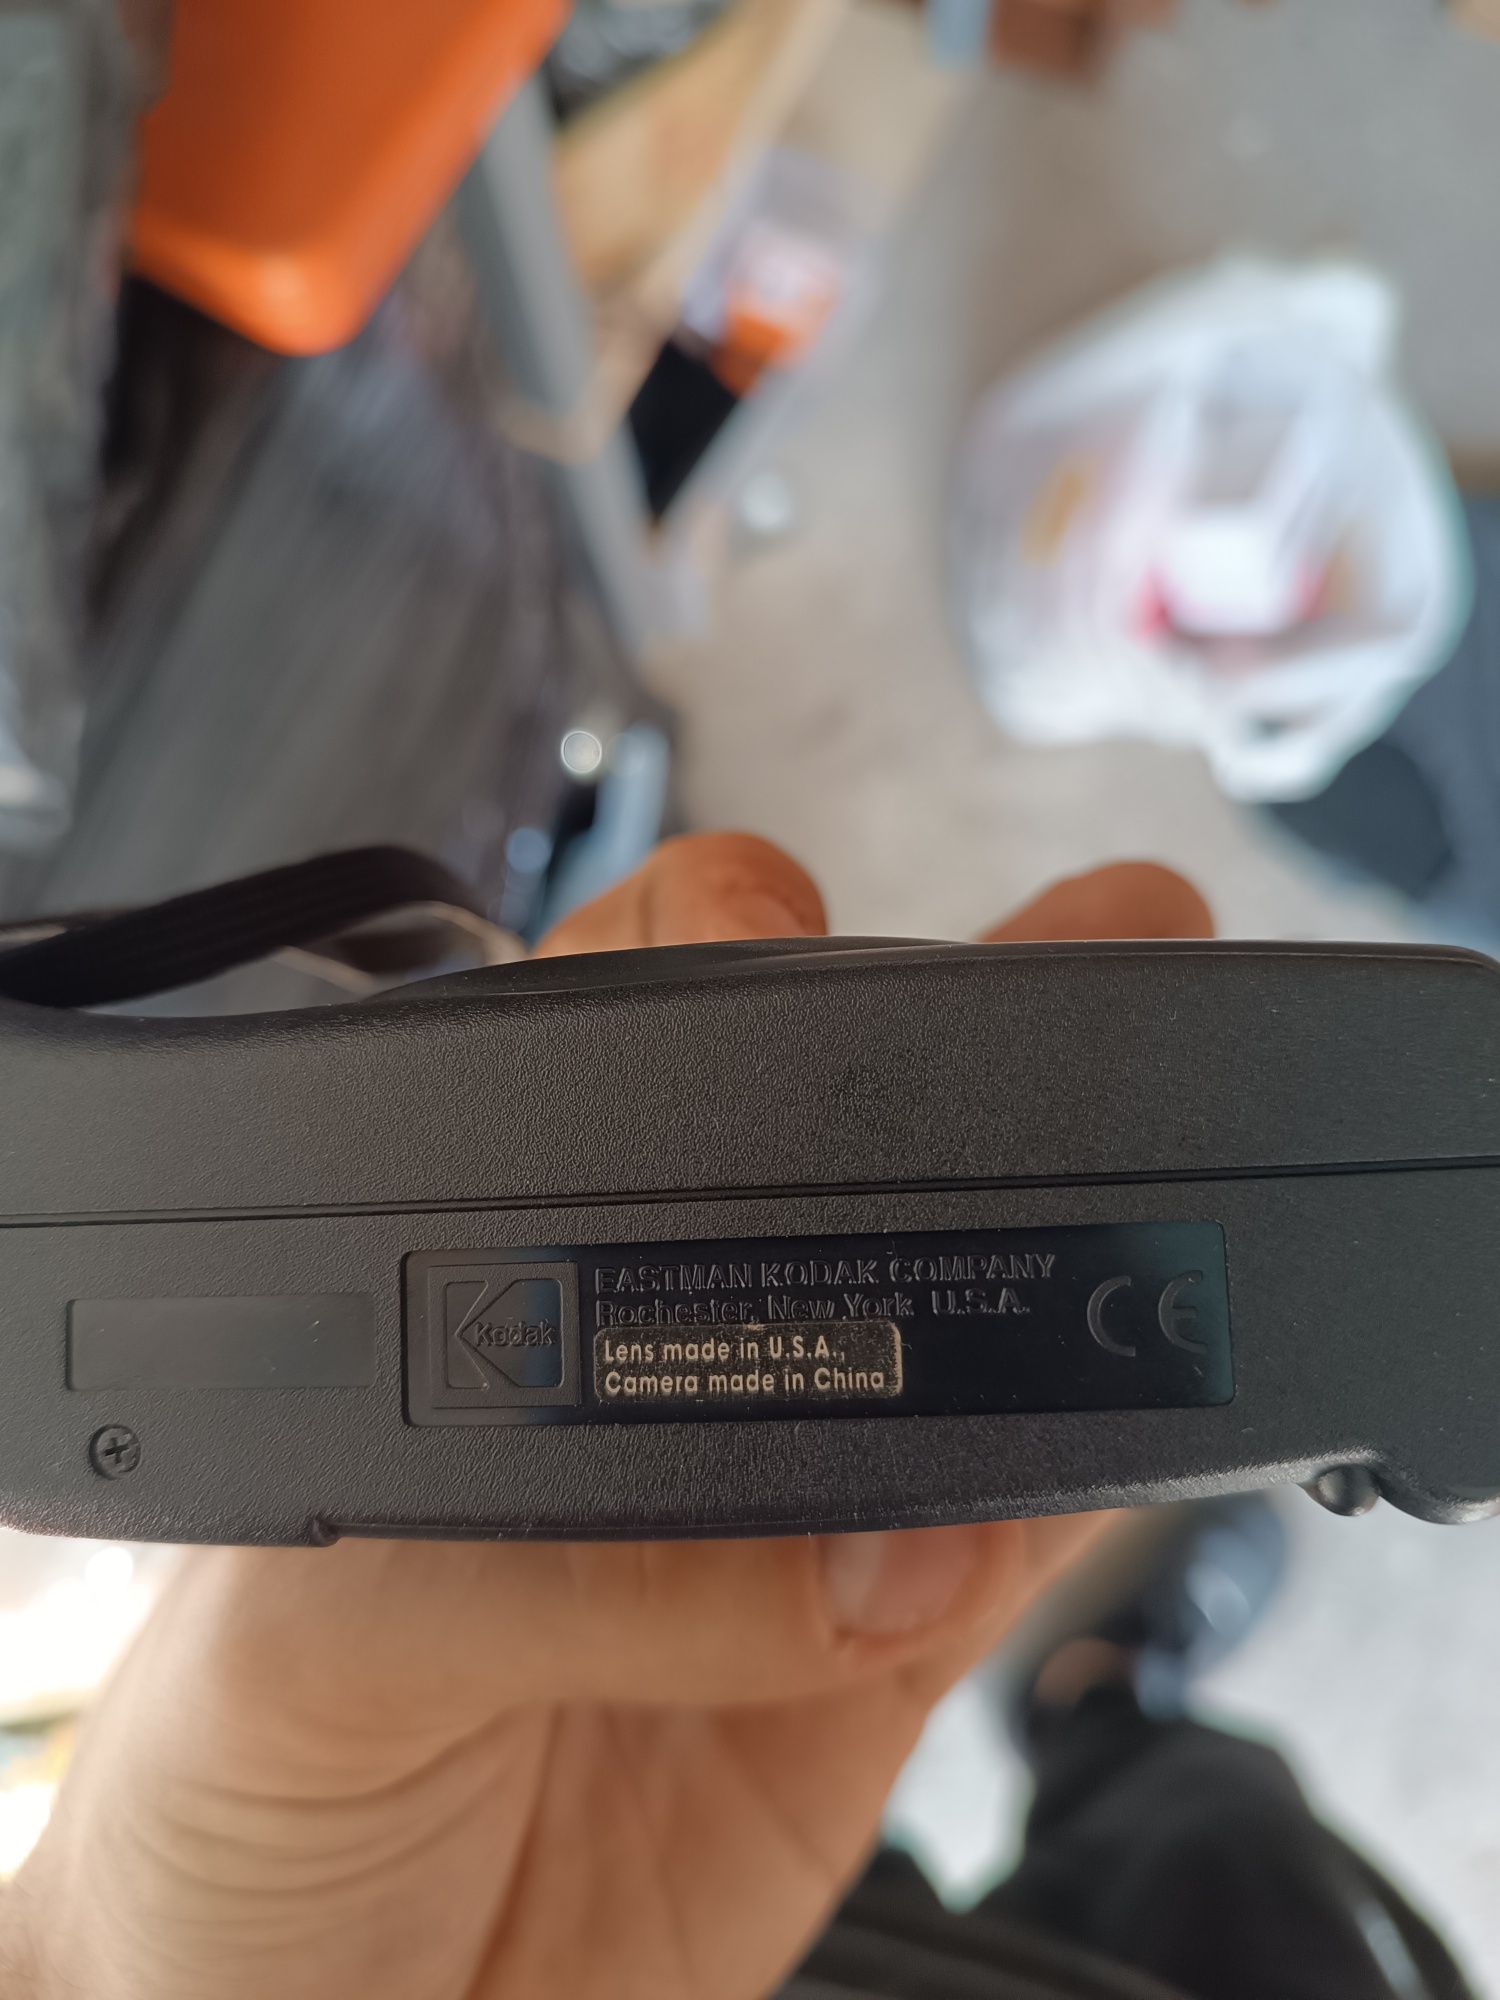 Kodak
EASTMAN KODAK COMPANY
Rochester, New York U.S.A.
CE
Lens made in U.S.A.,
Camera made in China